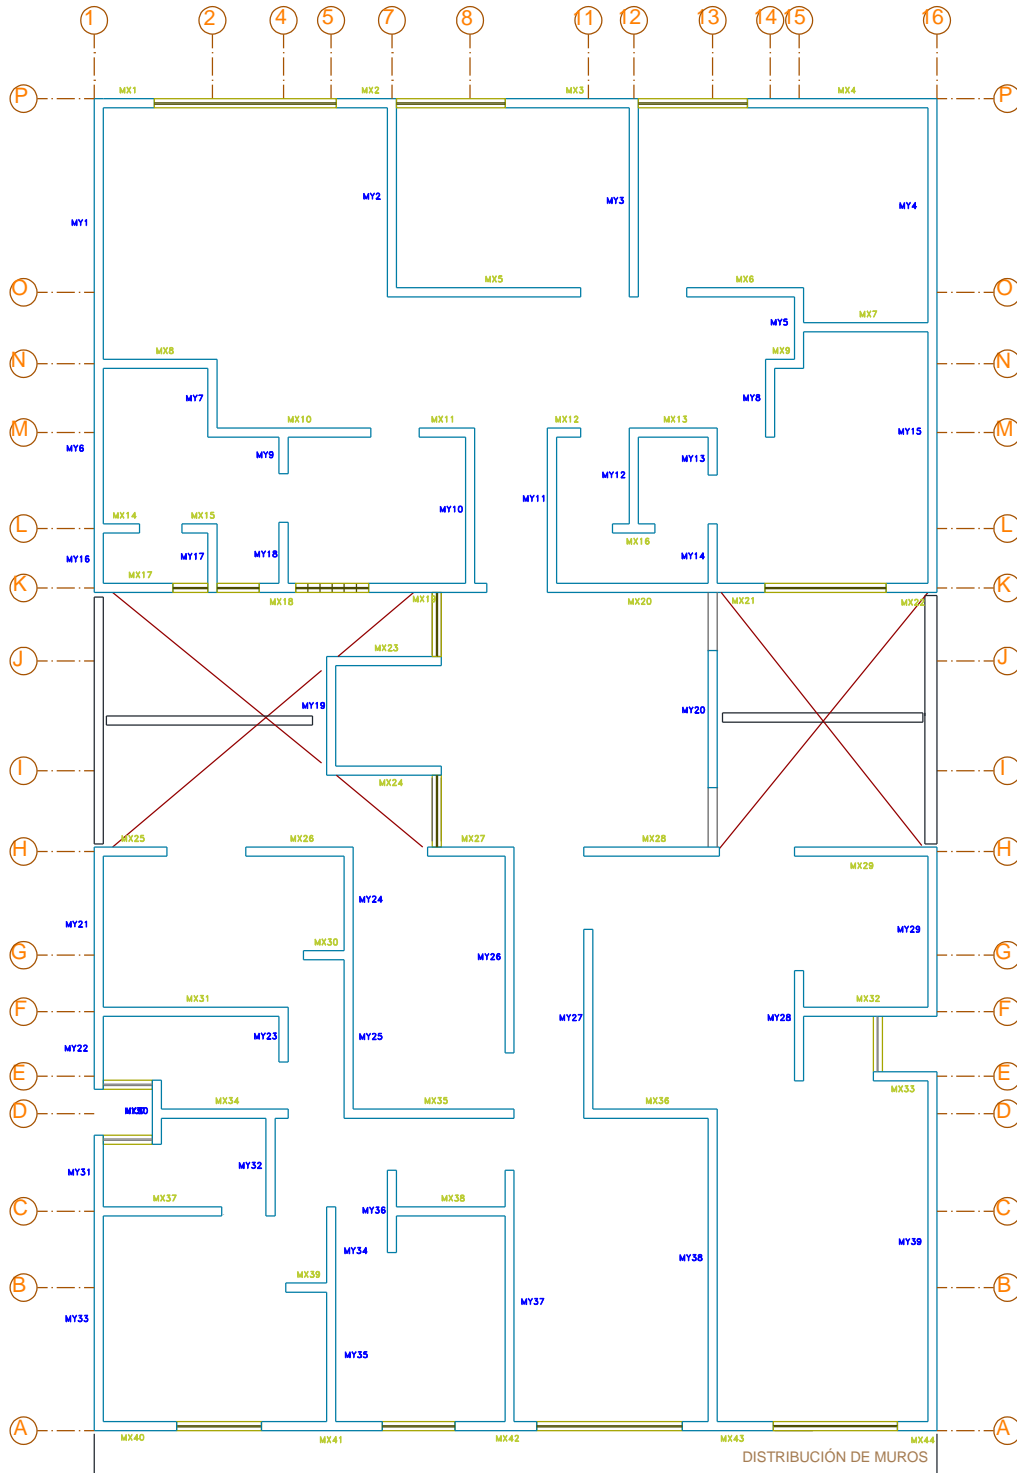 1 2 4 5 7 8 11 12 13 14 15 16
P MX1 MX2 MX3 MX4 P
MY1 MY2 MY3 MY4
O MX5 MX6 O
MY5 MX7
N MX8 MX9 N
MY7 MY8
M MX10 MX11 MX12 MX13 M
MY6 MY9 MY13 MY15
MY10 MY11 MY12
L MX14 MX15 MX16 L
MY16 MY17 MY18 MY14
K MX17 K
MX18 MX20 MX21 MX22
J MX23 J
MY19 MY20
I MX24 I
H MX25 MX26 MX27 MX28 H
MX29
MY21 MY24 MY29
G MX30 MY26 G
F MX31 MX32 F
MY22 MY23 MY25 MY27 MY28
E MX33 E
D MX34 MX35 MX36 D
MY31 MY32
C MX37 MY36 MX38 C
MY34 MY38 MY39
B MX39 B
MY33 MY35 MY37
A A
MX40 MX41 MX42 MX43 MX44
DISTRIBUCIÓN DE MUROS